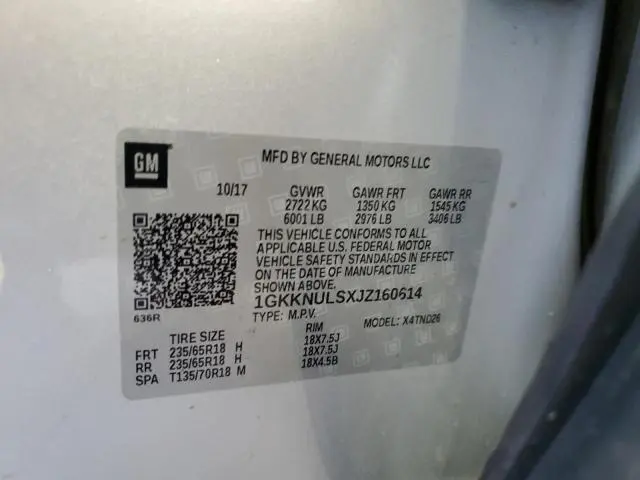 GM
MFD BY GENERAL MOTORS LLC
10/17 GVWR GAWR FRT GAWR RR
2722 KG 1350 KG 1545 KG
6001 LB 2976 LB 3406 LB
THIS VEHICLE CONFORMS TO ALL
APPLICABLE U.S. FEDERAL MOTOR
VEHICLE SAFETY STANDARDS IN EFFECT
ON THE DATE OF MANUFACTURE
SHOWN ABOVE.
1GKKNULSXJZ160614
636R
TYPE: M.P.V. MODEL: X4TND26
TIRE SIZE RIM
FRT 235/65R18 H 18X7.5J
RR 235/65R18 H 18X7.5J
SPA T135/70R18 M 18X4.5B